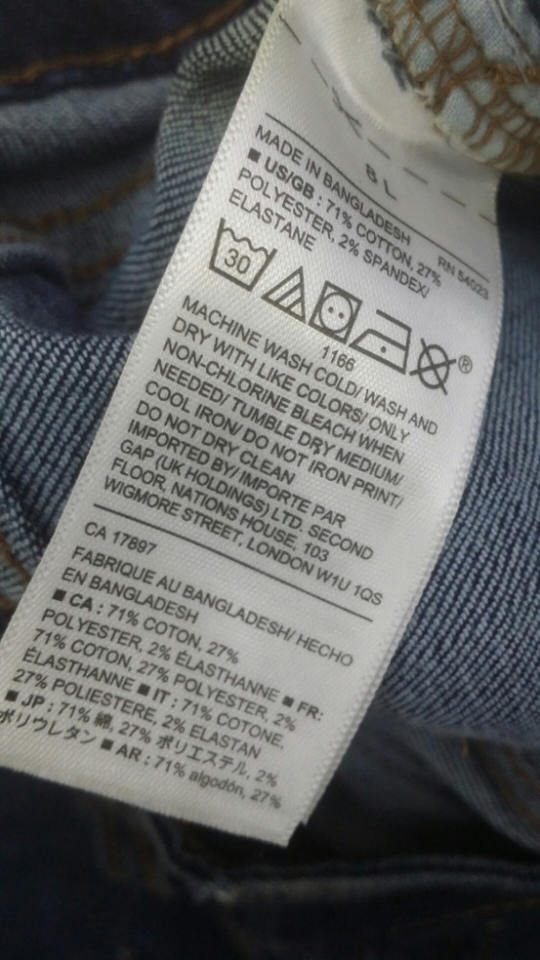 8 L
MADE IN BANGLADESH RN 54023
■ US/GB : 71% COTTON, 27%
POLYESTER, 2% SPANDEX/
ELASTANE
30
®
1166
MACHINE WASH COLD/ WASH AND
DRY WITH LIKE COLORS/ ONLY
NON-CHLORINE BLEACH WHEN
NEEDED/ TUMBLE DRY MEDIUM/
COOL IRON/ DO NOT IRON PRINT/
DO NOT DRY CLEAN
IMPORTED BY/ IMPORTE PAR
GAP (UK HOLDINGS) LTD, SECOND
FLOOR, NATIONS HOUSE, 103
WIGMORE STREET, LONDON W1U 1QS
CA 17897
FABRIQUE AU BANGLADESH/ HECHO
EN BANGLADESH
■ CA : 71% COTON, 27%
POLYESTER, 2% ÉLASTHANNE ■ FR:
71% COTON, 27% POLYESTER, 2%
ÉLASTHANNE ■ IT : 71% COTONE,
27% POLIESTERE, 2% ELASTAN
■ JP : 71% 綿, 27% ポリエステル, 2%
ポリウレタン ■ AR : 71% algodón, 27%